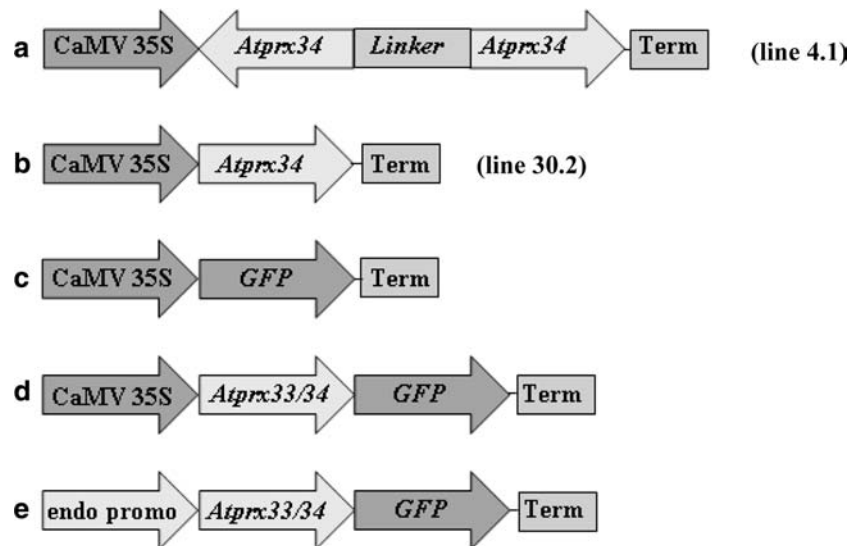 a CaMV 35S Atprx34 Linker Atprx34 Term (line 4.1)
b CaMV 35S Atprx34 Term (line 30.2)
c CaMV 35S GFP Term
d CaMV 35S Atprx33/34 GFP Term
e endo promo Atprx33/34 GFP Term